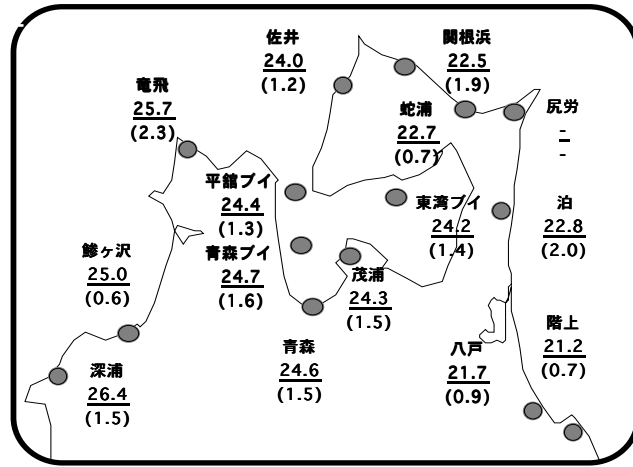 佐井
24.0
(1.2)
関根浜
22.5
(1.9)
竜飛
25.7
(2.3)
蛇浦
22.7
(0.7)
尻労
-
-
平舘ブイ
24.4
(1.3)
東湾ブイ
24.2
(1.4)
泊
22.8
(2.0)
鰺ヶ沢
25.0
(0.6)
青森ブイ
24.7
(1.6)
茂浦
24.3
(1.5)
階上
21.2
(0.7)
青森
24.6
(1.5)
八戸
21.7
(0.9)
深浦
26.4
(1.5)